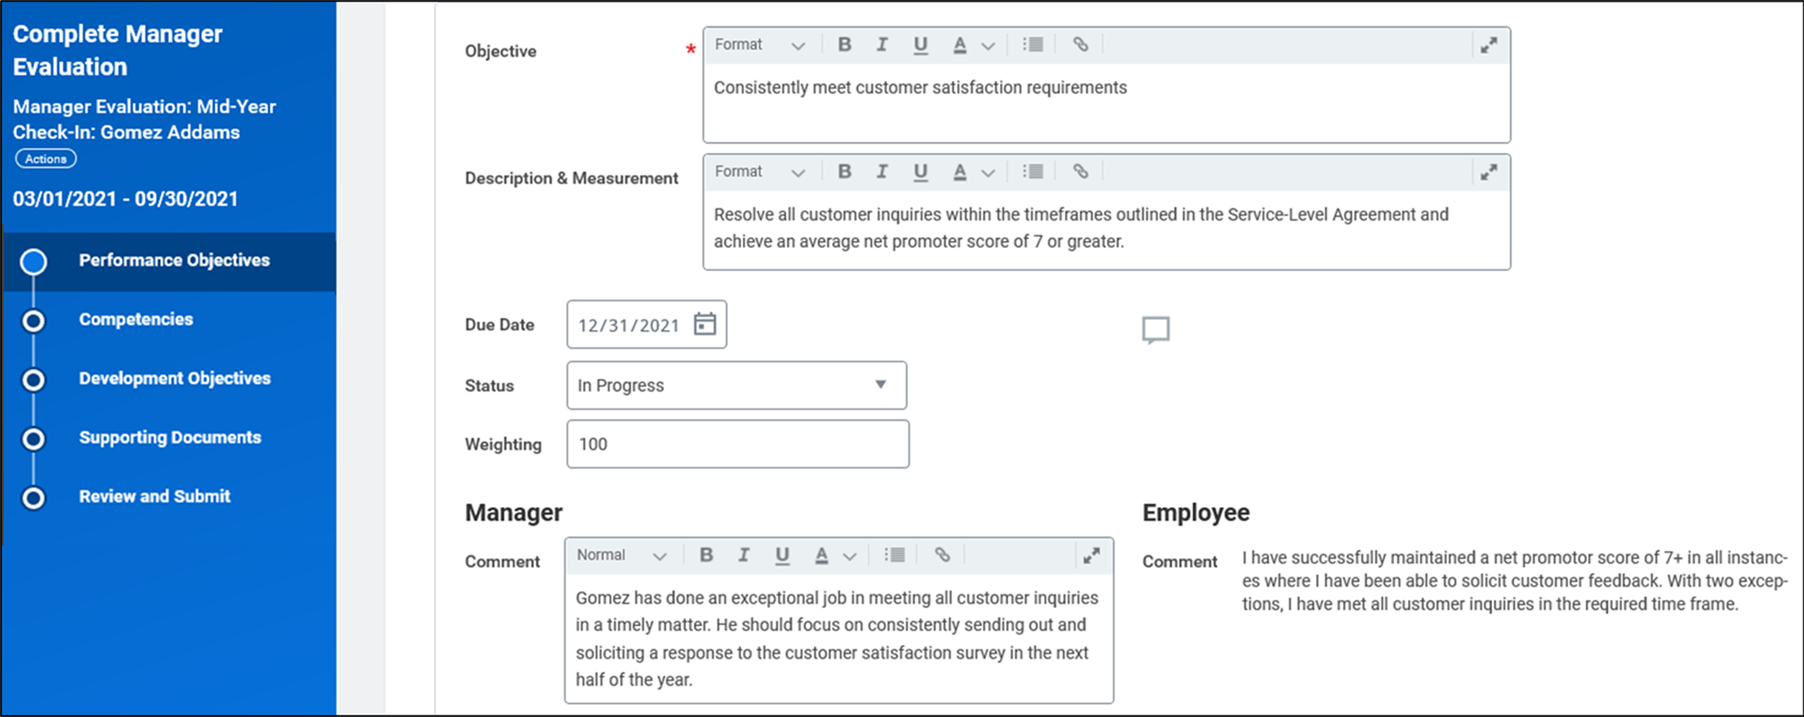 Complete Manager
Evaluation
Manager Evaluation: Mid-Year
Check-In: Gomez Addams
Actions
03/01/2021 - 09/30/2021
Performance Objectives
Competencies
Development Objectives
Supporting Documents
Review and Submit
Objective *
Format B I U A
Consistently meet customer satisfaction requirements
Description & Measurement
Format B I U A
Resolve all customer inquiries within the timeframes outlined in the Service-Level Agreement and
achieve an average net promoter score of 7 or greater.
Due Date 12/31/2021
Status In Progress
Weighting 100
Manager
Comment
Normal B I U A
Gomez has done an exceptional job in meeting all customer inquiries
in a timely matter. He should focus on consistently sending out and
soliciting a response to the customer satisfaction survey in the next
half of the year.
Employee
Comment
I have successfully maintained a net promotor score of 7+ in all instanc-
es where I have been able to solicit customer feedback. With two excep-
tions, I have met all customer inquiries in the required time frame.